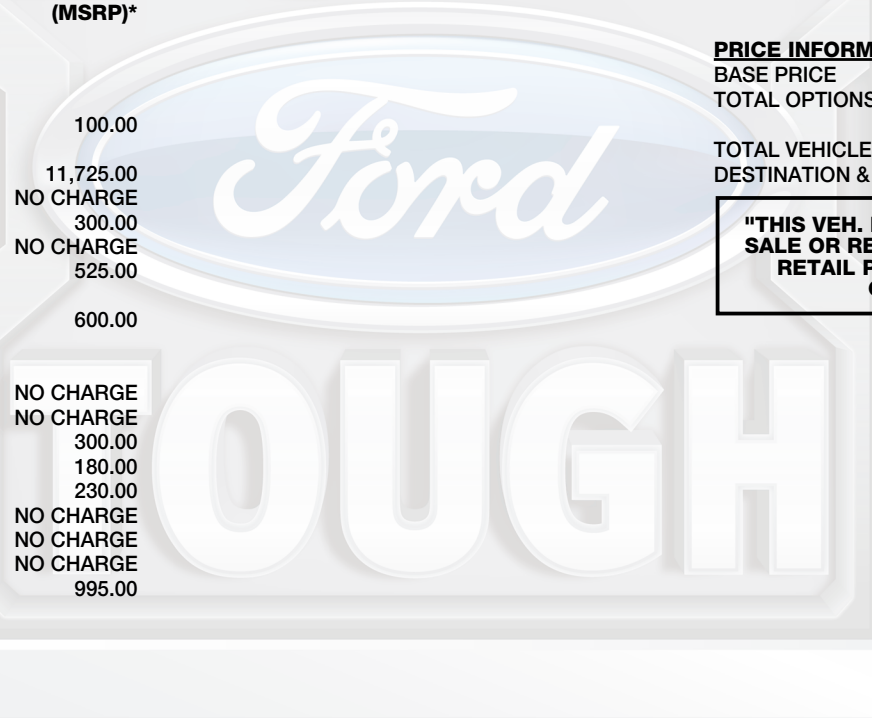 (MSRP)*
100.00
11,725.00
NO CHARGE
300.00
NO CHARGE
525.00
600.00
NO CHARGE
NO CHARGE
300.00
180.00
230.00
NO CHARGE
NO CHARGE
NO CHARGE
995.00
PRICE INFORM
BASE PRICE
TOTAL OPTIONS
TOTAL VEHICLE
DESTINATION &
"THIS VEH.
SALE OR RE
RETAIL P
Ford
TOUGH